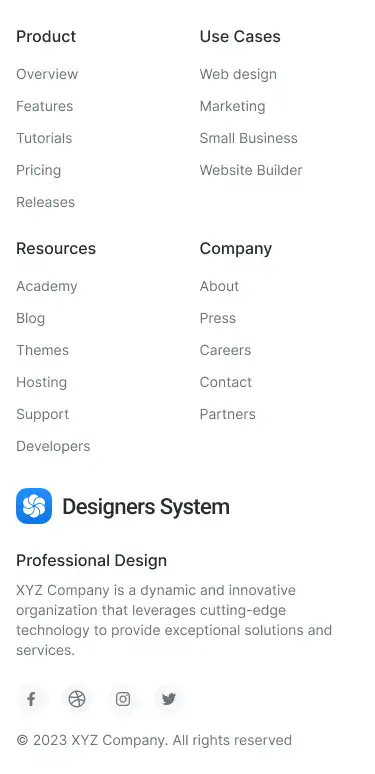 Product
Overview
Features
Tutorials
Pricing
Releases
Use Cases
Web design
Marketing
Small Business
Website Builder
Resources
Academy
Blog
Themes
Hosting
Support
Developers
Company
About
Press
Careers
Contact
Partners
Designers System
Professional Design
XYZ Company is a dynamic and innovative
organization that leverages cutting-edge
technology to provide exceptional solutions and
services.
© 2023 XYZ Company. All rights reserved